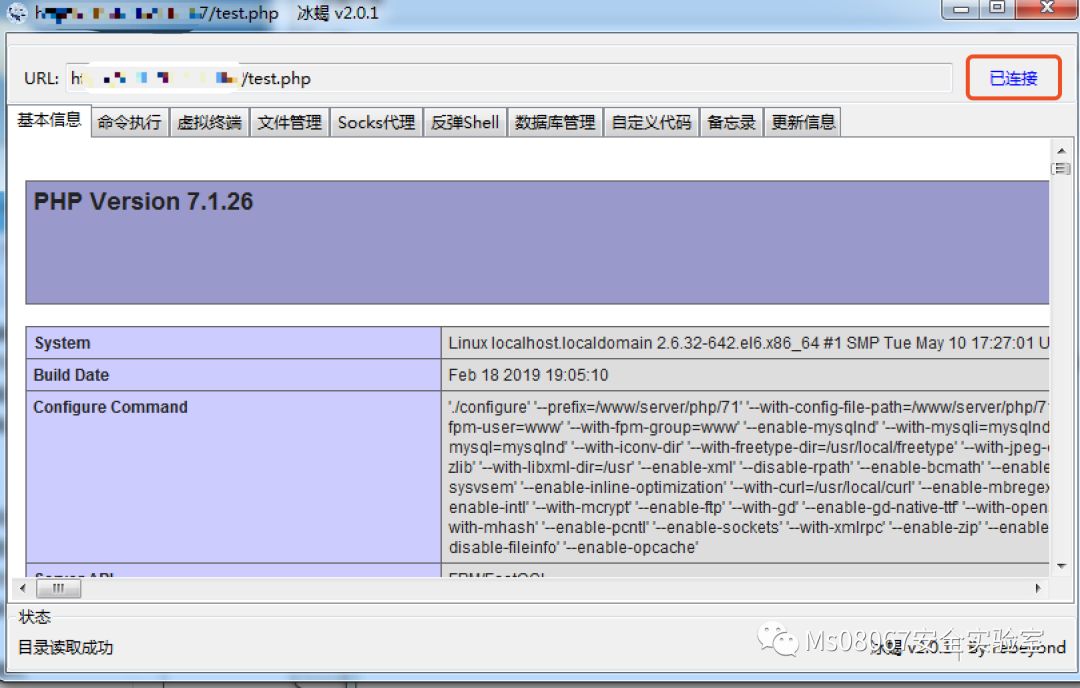 7/test.php 冰蝎 v2.0.1
URL: /test.php 已连接
基本信息 命令执行 虚拟终端 文件管理 Socks代理 反弹Shell 数据库管理 自定义代码 备忘录 更新信息
PHP Version 7.1.26
System Linux localhost.localdomain 2.6.32-642.el6.x86_64 #1 SMP Tue May 10 17:27:01 U
Build Date Feb 18 2019 19:05:10
Configure Command './configure' '--prefix=/www/server/php/71' '--with-config-file-path=/www/server/php/7
fpm-user=www' '--with-fpm-group=www' '--enable-mysqlnd' '--with-mysqli=mysqlnd
mysql=mysqlnd' '--with-iconv-dir' '--with-freetype-dir=/usr/local/freetype' '--with-jpeg-
zlib' '--with-libxml-dir=/usr' '--enable-xml' '--disable-rpath' '--enable-bcmath' '--enable
sysvsem' '--enable-inline-optimization' '--with-curl=/usr/local/curl' '--enable-mbregex
enable-intl' '--with-mcrypt' '--enable-ftp' '--with-gd' '--enable-gd-native-ttf' '--with-open
with-mhash' '--enable-pcntl' '--enable-sockets' '--with-xmlrpc' '--enable-zip' '--enable
disable-fileinfo' '--enable-opcache'
Server API FPM/FastCGI
状态
目录读取成功
Ms08067安全实验室
冰蝎 v2.0.1 By rebeyond